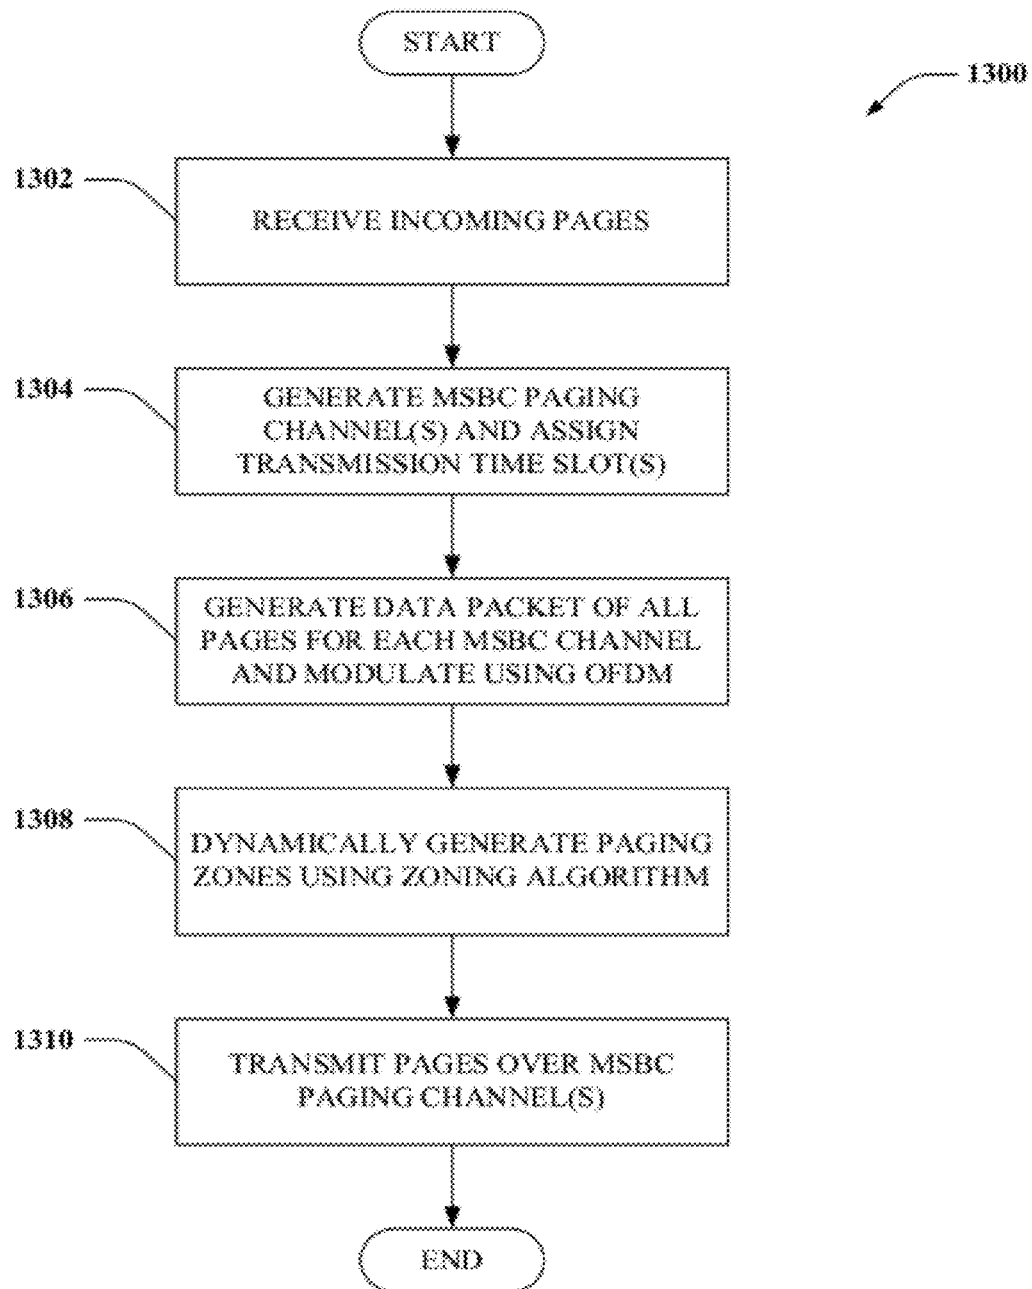 START
1300
1302
RECEIVE INCOMING PAGES
1304
GENERATE MSBC PAGING
CHANNEL(S) AND ASSIGN
TRANSMISSION TIME SLOT(S)
1306
GENERATE DATA PACKET OF ALL
PAGES FOR EACH MSBC CHANNEL
AND MODULATE USING OFDM
1308
DYNAMICALLY GENERATE PAGING
ZONES USING ZONING ALGORITHM
1310
TRANSMIT PAGES OVER MSBC
PAGING CHANNEL(S)
END